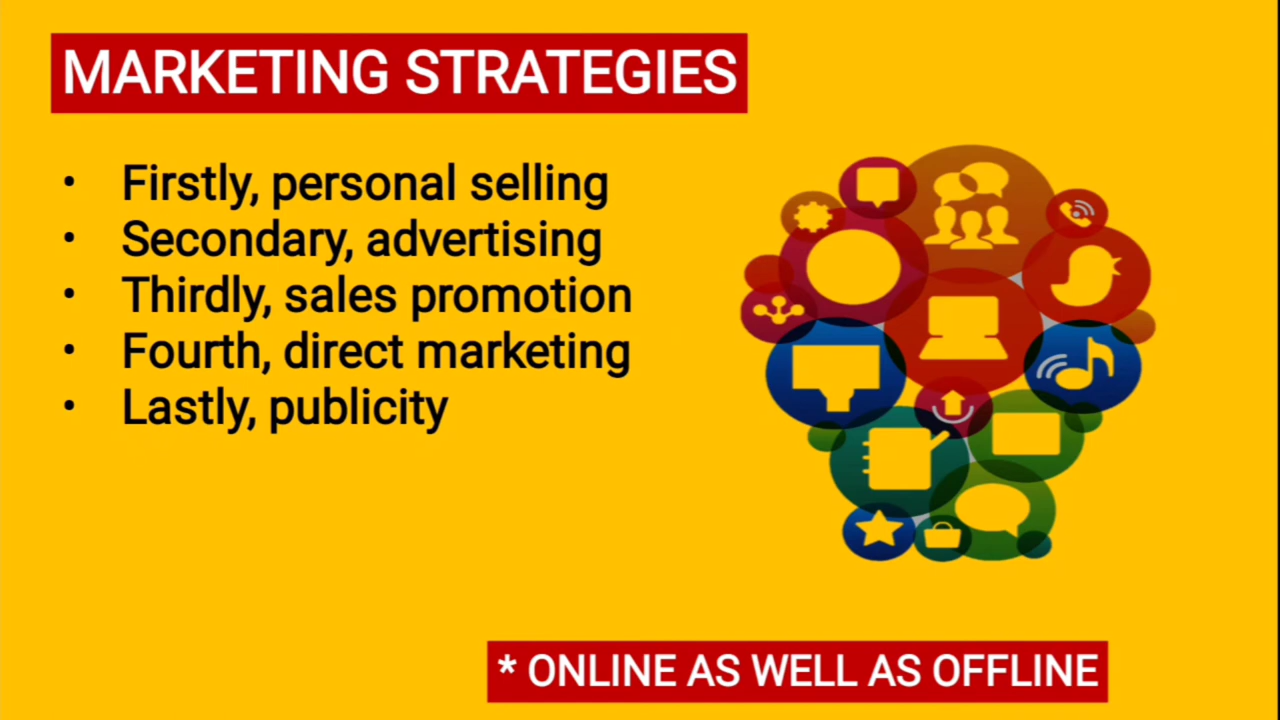 MARKETING STRATEGIES
• Firstly, personal selling
• Secondary, advertising
• Thirdly, sales promotion
• Fourth, direct marketing
• Lastly, publicity
* ONLINE AS WELL AS OFFLINE